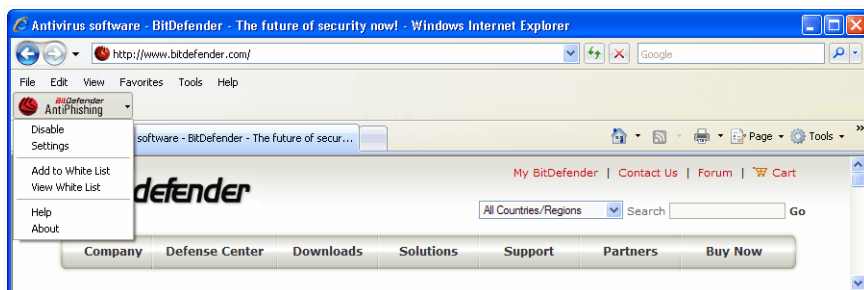 Antivirus software - BitDefender - The future of security now! - Windows Internet Explorer
http://www.bitdefender.com/
Google
File Edit View Favorites Tools Help
BitDefender
AntiPhishing
Disable
Settings
Add to White List
View White List
Help
About
software - BitDefender - The future of secur...
Page Tools »
My BitDefender | Contact Us | Forum | Cart
defender
All Countries/Regions Search Go
Company Defense Center Downloads Solutions Support Partners Buy Now